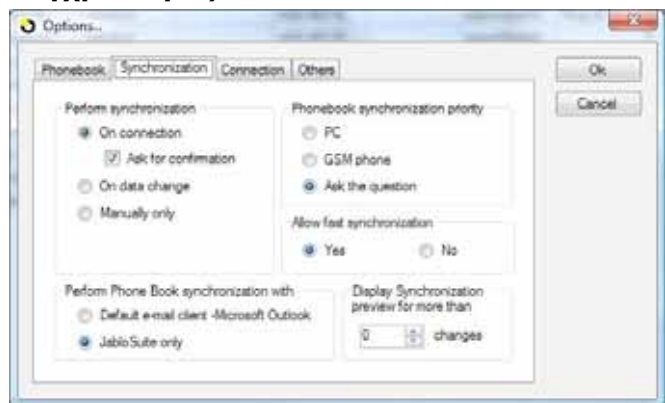 Options...
Phonebook Synchronization Connection Others
Ok
Cancel
Perform synchronization
On connection
Ask for confirmation
On data change
Manually only
Phonebook synchronization priority
PC
GSM phone
Ask the question
Allow fast synchronization
Yes No
Perform Phone Book synchronization with
Default e-mail client -Microsoft Outlook
JabloSuite only
Display Synchronization
preview for more than
0 changes